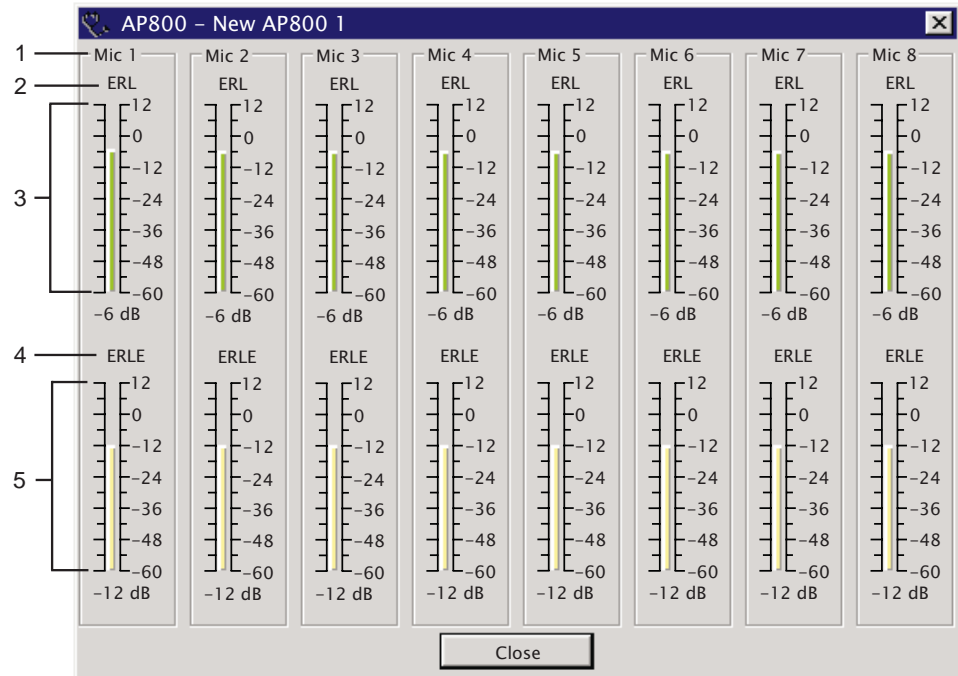 AP800 – New AP800 1
1 Mic 1 Mic 2 Mic 3 Mic 4 Mic 5 Mic 6 Mic 7 Mic 8
2 ERL ERL ERL ERL ERL ERL ERL ERL
12 12 12 12 12 12 12 12
0 0 0 0 0 0 0 0
–12 –12 –12 –12 –12 –12 –12 –12
3 –24 –24 –24 –24 –24 –24 –24 –24
–36 –36 –36 –36 –36 –36 –36 –36
–48 –48 –48 –48 –48 –48 –48 –48
–60 –60 –60 –60 –60 –60 –60 –60
–6 dB –6 dB –6 dB –6 dB –6 dB –6 dB –6 dB –6 dB
4 ERLE ERLE ERLE ERLE ERLE ERLE ERLE ERLE
12 12 12 12 12 12 12 12
0 0 0 0 0 0 0 0
–12 –12 –12 –12 –12 –12 –12 –12
5 –24 –24 –24 –24 –24 –24 –24 –24
–36 –36 –36 –36 –36 –36 –36 –36
–48 –48 –48 –48 –48 –48 –48 –48
–60 –60 –60 –60 –60 –60 –60 –60
–12 dB –12 dB –12 dB –12 dB –12 dB –12 dB –12 dB –12 dB
Close